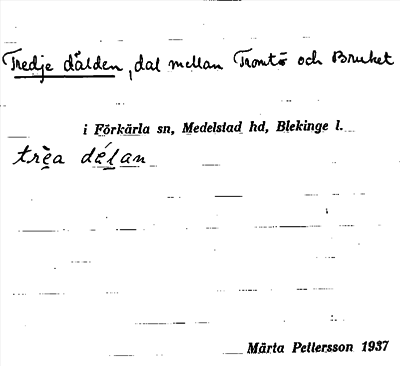 Tredje dälden, dal mellan Trontö och Bruket
i Förkärla sn, Medelstad hd, Blekinge l.
trèa délan
Märta Pettersson 1937